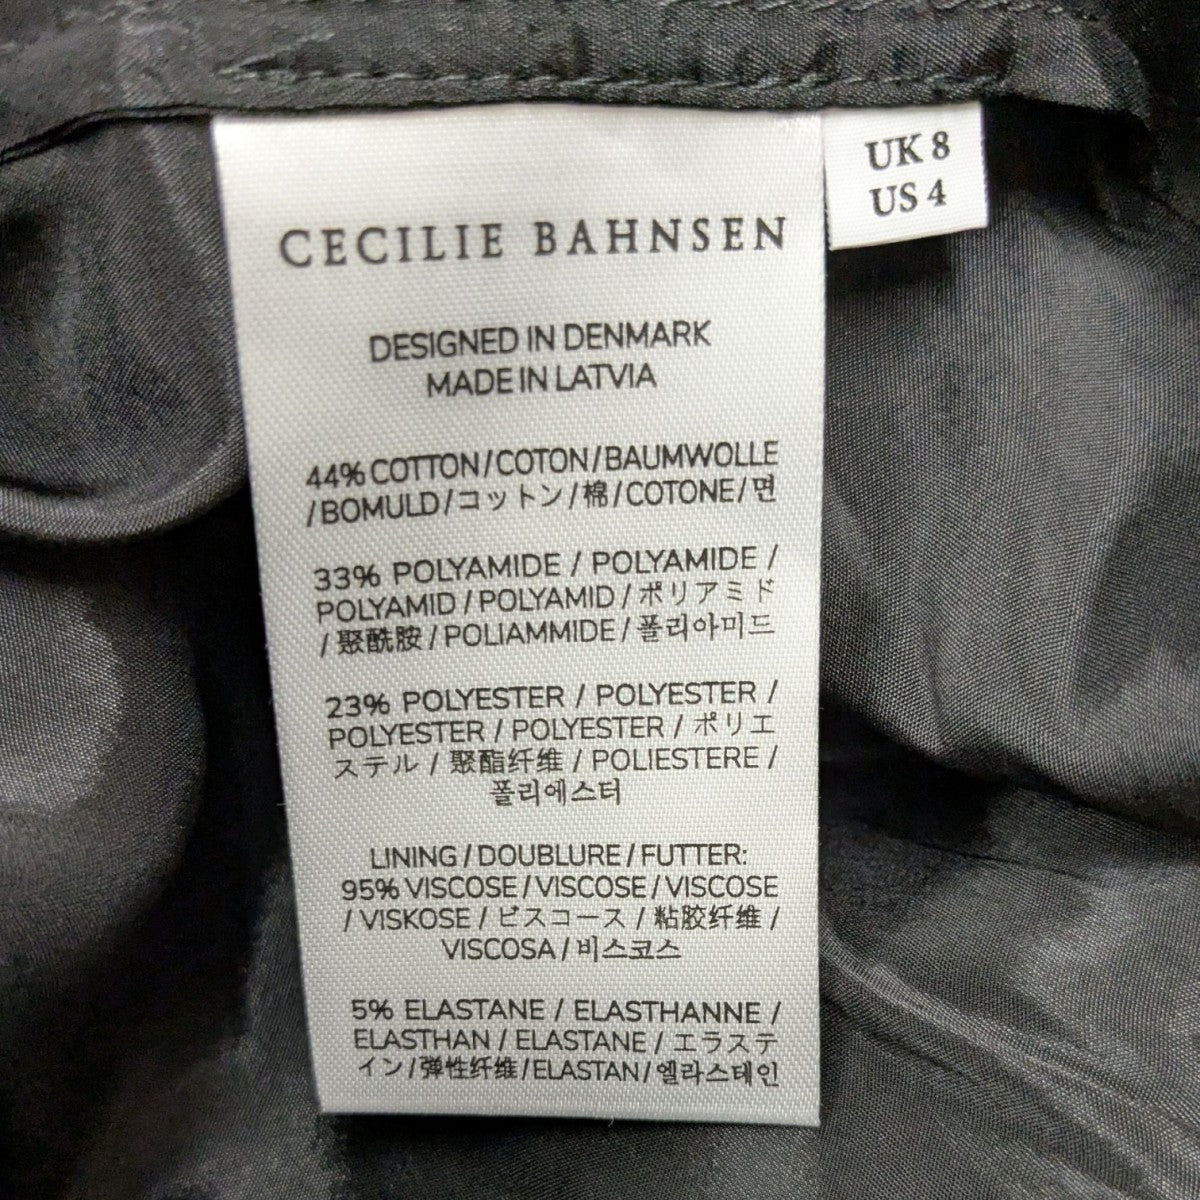 UK 8
US 4
CECILIE BAHNSEN
DESIGNED IN DENMARK
MADE IN LATVIA
44% COTTON/COTON/BAUMWOLLE
/BOMULD/コットン/棉/COTONE/면
33% POLYAMIDE / POLYAMIDE /
POLYAMID / POLYAMID / ポリアミド
/ 聚酰胺/POLIAMMIDE/폴리아미드
23% POLYESTER / POLYESTER /
POLYESTER / POLYESTER / ポリエ
ステル / 聚酯纤维 / POLIESTERE /
폴리에스터
LINING / DOUBLURE / FUTTER:
95% VISCOSE / VISCOSE / VISCOSE
/ VISKOSE / ビスコース / 粘胶纤维 /
VISCOSA / 비스코스
5% ELASTANE / ELASTHANNE /
ELASTHAN / ELASTANE / エラステ
イン/弹性纤维/ELASTAN/엘라스테인